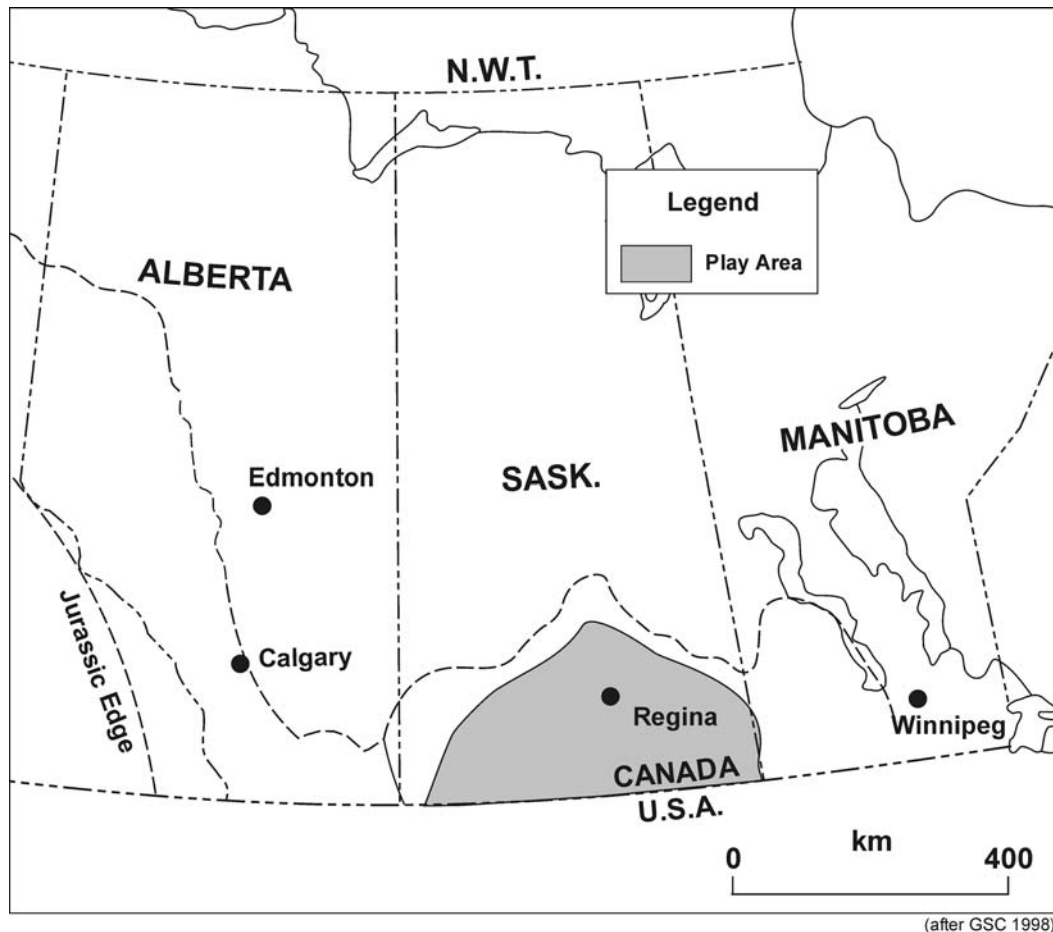 N.W.T.
Legend
Play Area
ALBERTA
MANITOBA
Edmonton
SASK.
Jurassic Edge
Calgary
Regina
Winnipeg
CANADA
U.S.A.
km
0 400
(after GSC 1998)